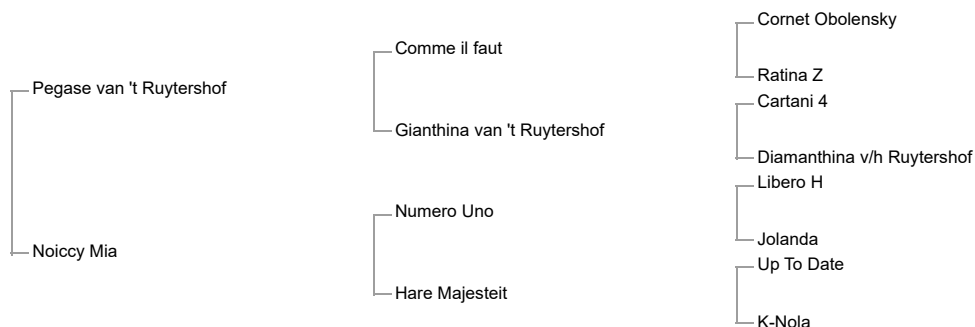 Cornet Obolensky
Comme il faut
Ratina Z
Pegase van 't Ruytershof
Cartani 4
Gianthina van 't Ruytershof
Diamanthina v/h Ruytershof
Libero H
Numero Uno
Jolanda
Noiccy Mia
Up To Date
Hare Majesteit
K-Nola